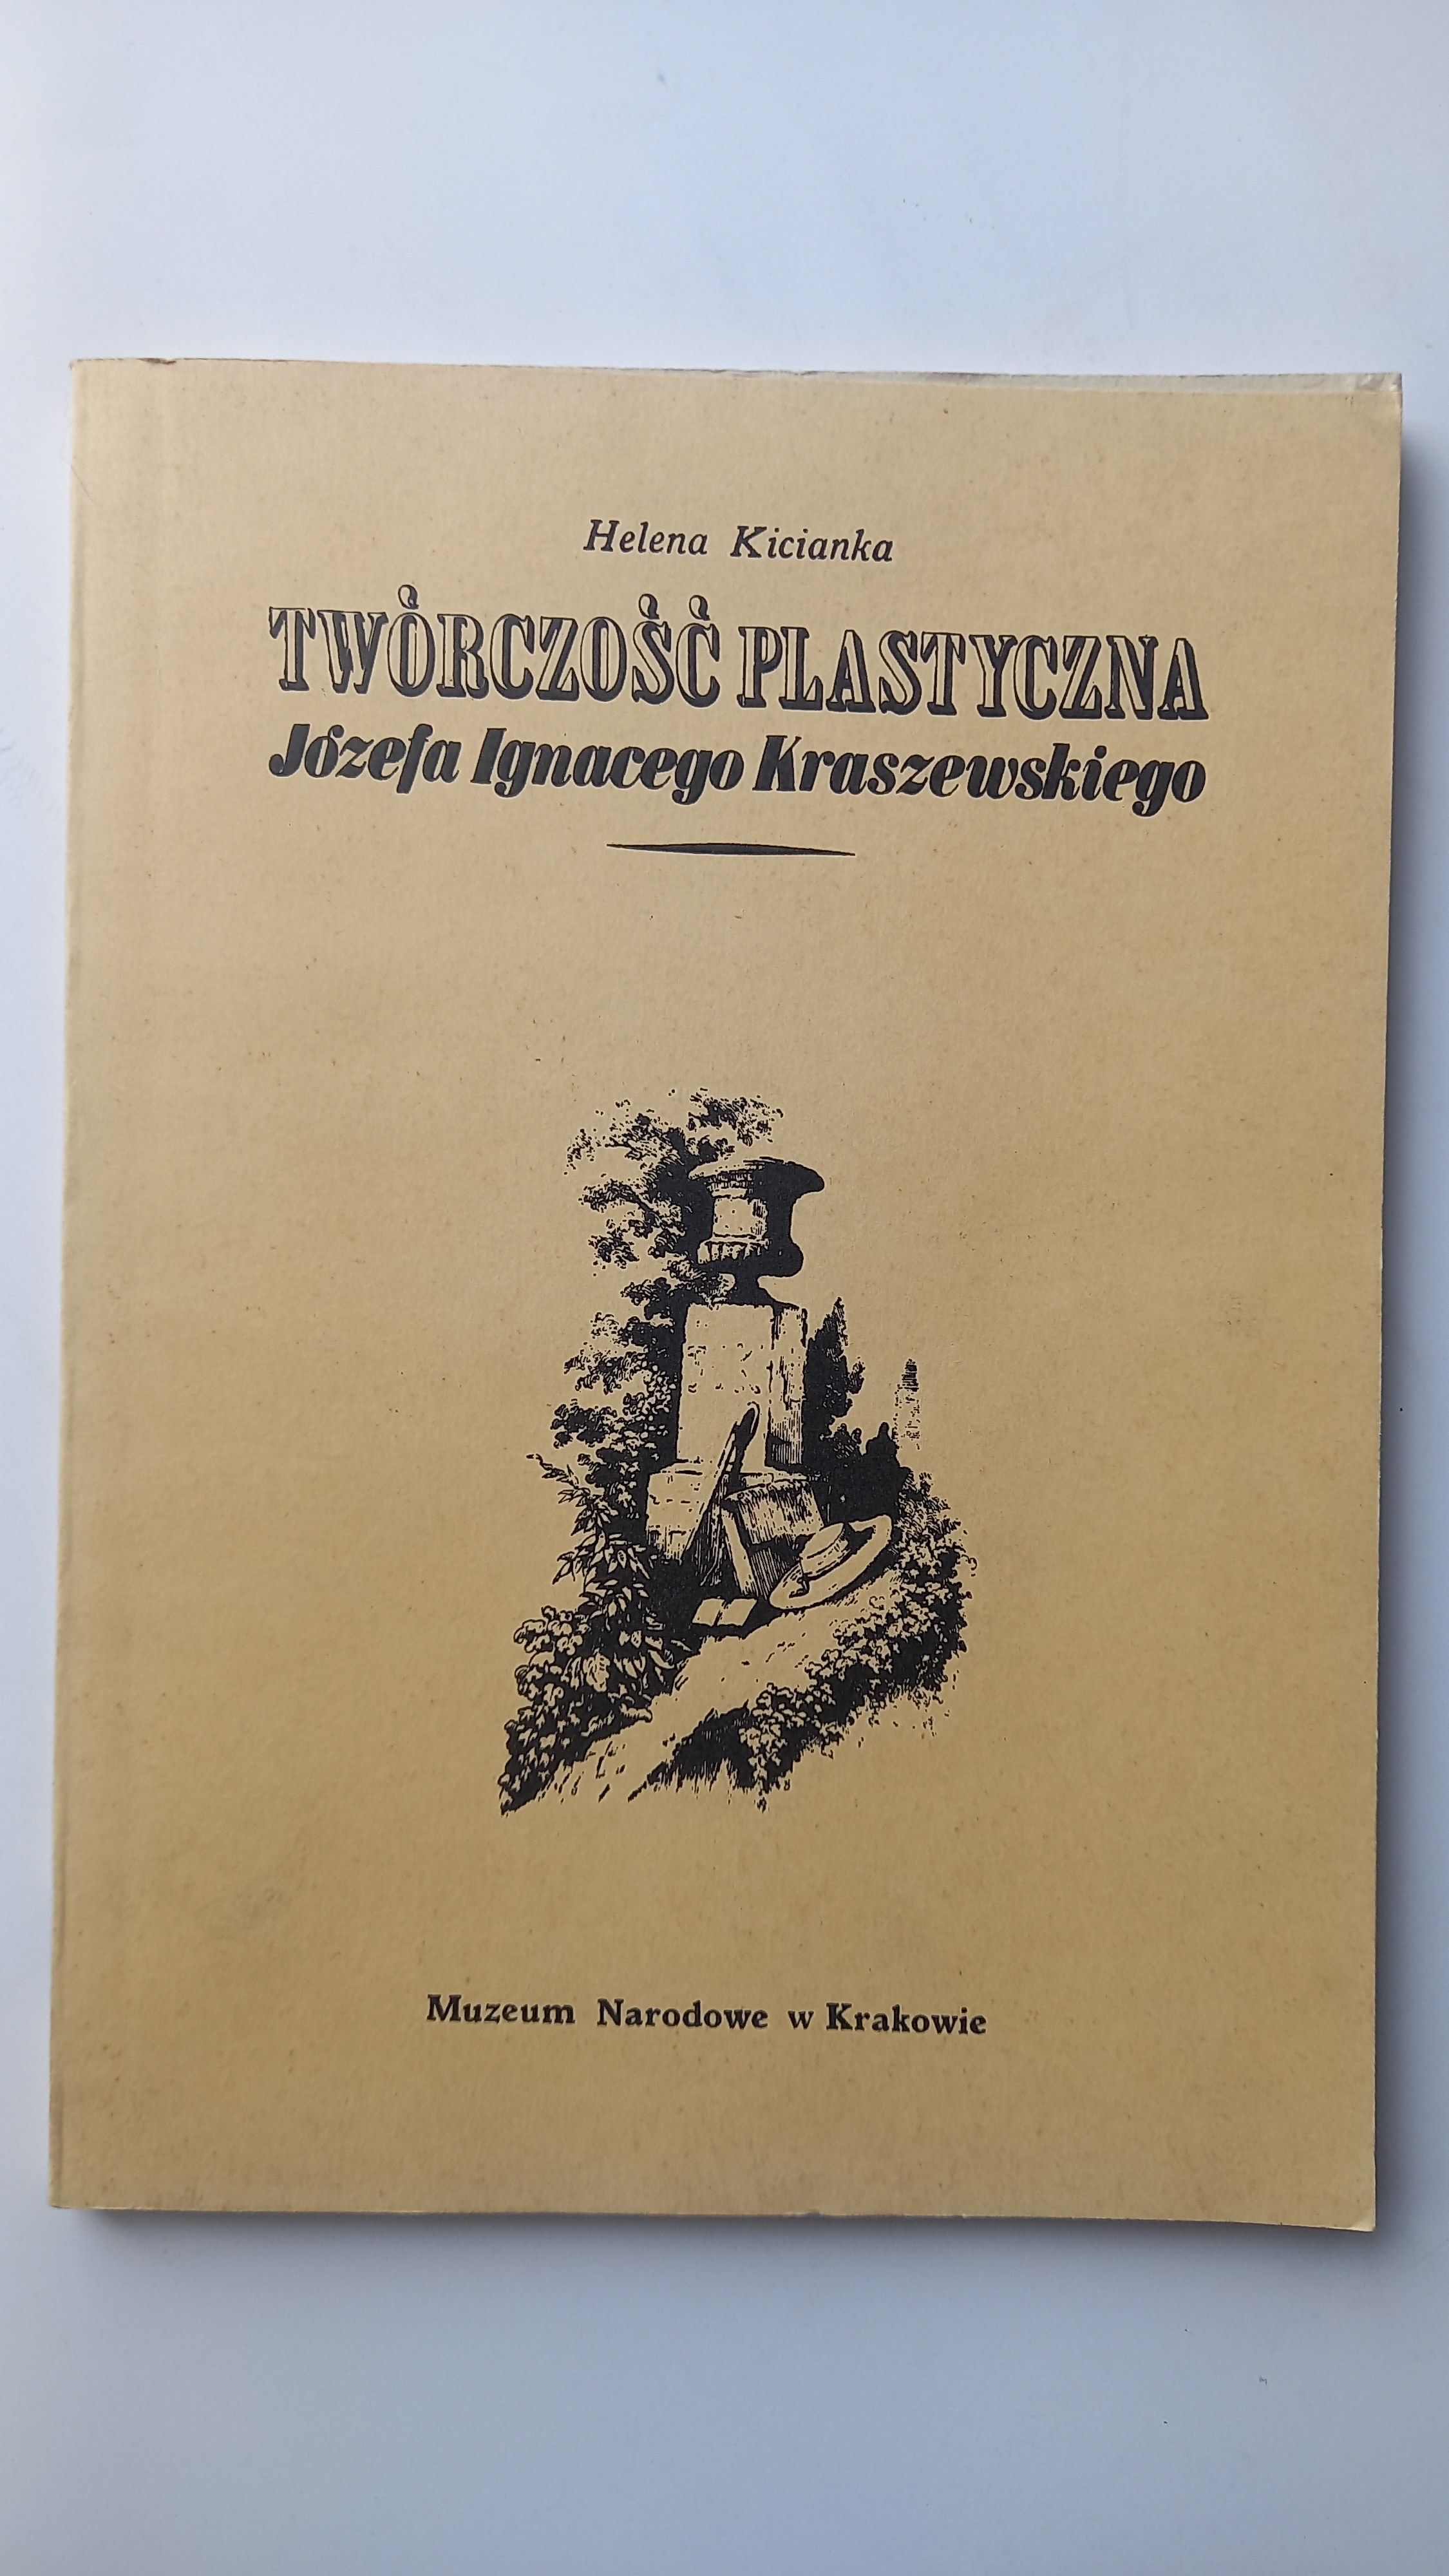 Helena Kicianka
TWÓRCZOŚĆ PLASTYCZNA
Józefa Ignacego Kraszewskiego
Muzeum Narodowe w Krakowie